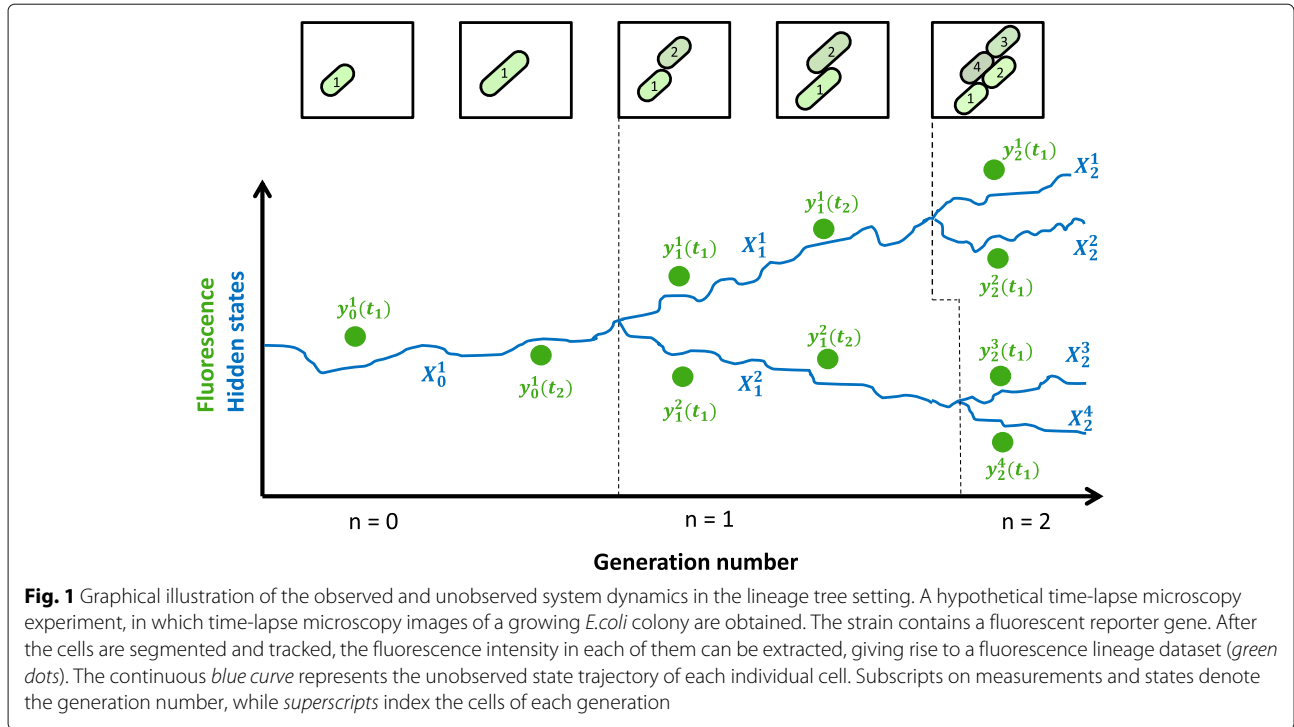 1
1
2
1
2
1
3
4
2
1
y_2^1(t_1)
X_2^1
y_1^1(t_2)
y_1^1(t_1)
X_1^1
X_2^2
y_2^2(t_1)
Fluorescence
Hidden states
y_0^1(t_1)
X_0^1
y_0^1(t_2)
y_1^2(t_2)
X_1^2
y_1^2(t_1)
y_2^3(t_1)
X_2^3
X_2^4
y_2^4(t_1)
n = 0
n = 1
n = 2
Generation number
Fig. 1 Graphical illustration of the observed and unobserved system dynamics in the lineage tree setting. A hypothetical time-lapse microscopy
experiment, in which time-lapse microscopy images of a growing E.coli colony are obtained. The strain contains a fluorescent reporter gene. After
the cells are segmented and tracked, the fluorescence intensity in each of them can be extracted, giving rise to a fluorescence lineage dataset (green
dots). The continuous blue curve represents the unobserved state trajectory of each individual cell. Subscripts on measurements and states denote
the generation number, while superscripts index the cells of each generation